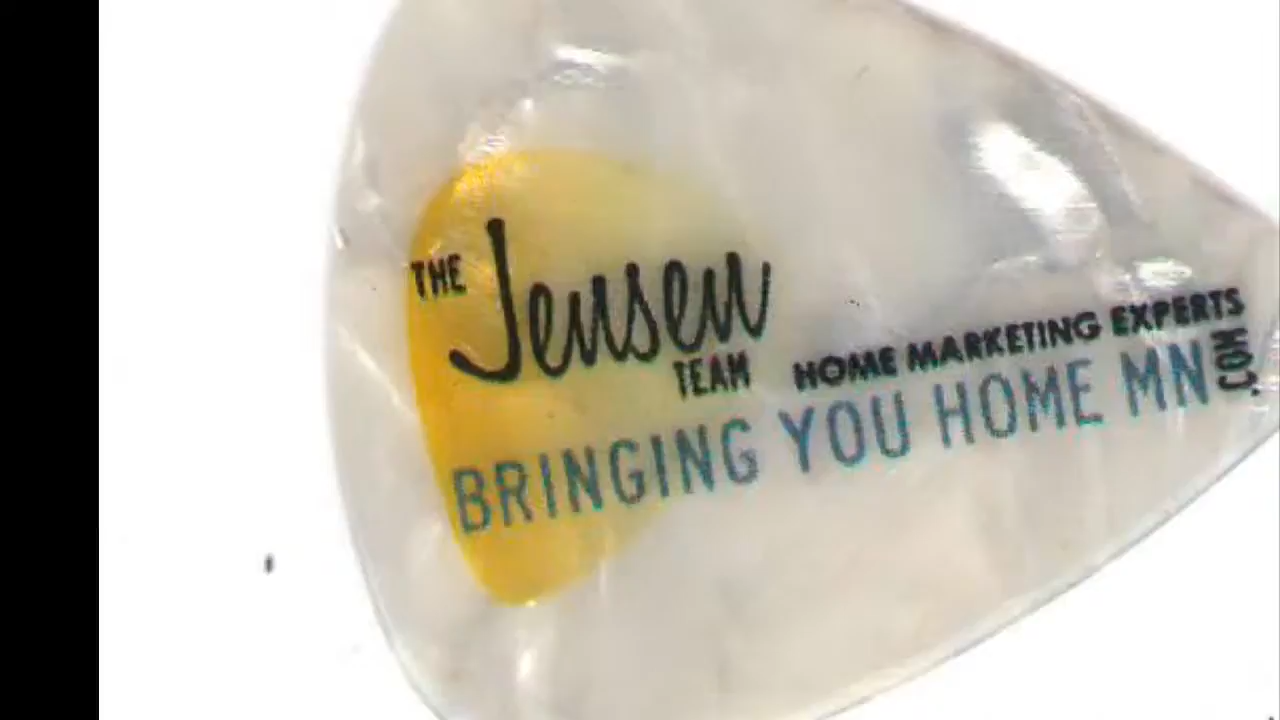 THE Jensen
TEAM
HOME MARKETING EXPERTS
BRINGING YOU HOME MN
.COM